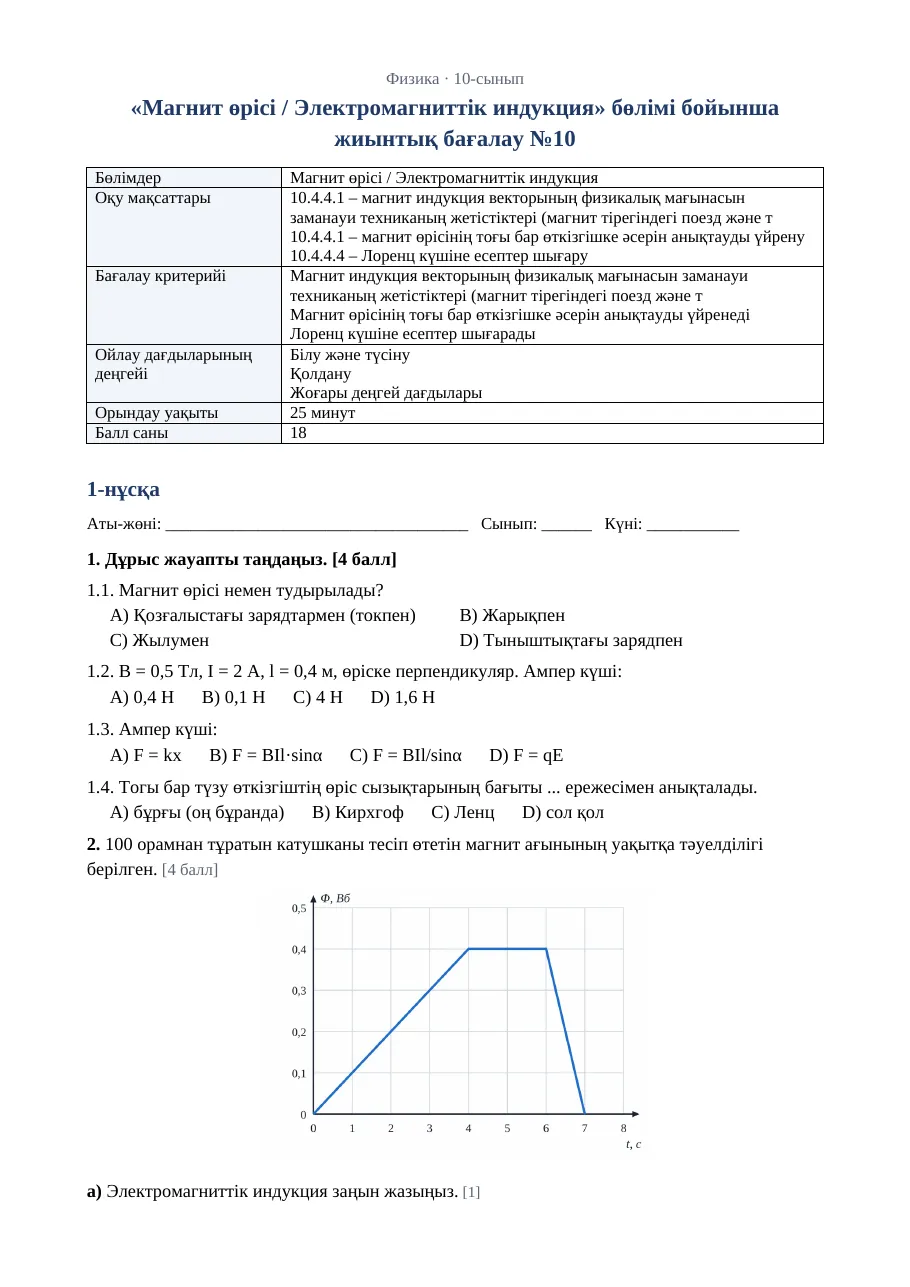 Физика · 10-сынып
«Магнит өрісі / Электромагниттік индукция» бөлімі бойынша
жиынтық бағалау №10
Бөлімдер
Магнит өрісі / Электромагниттік индукция
Оқу мақсаттары
10.4.4.1 – магнит индукция векторының физикалық мағынасын
заманауи техниканың жетістіктері (магнит тірегіндегі поезд және т
10.4.4.1 – магнит өрісінің тоғы бар өткізгішке әсерін анықтауды үйрену
10.4.4.4 – Лоренц күшіне есептер шығару
Бағалау критерийі
Магнит индукция векторының физикалық мағынасын заманауи
техниканың жетістіктері (магнит тірегіндегі поезд және т
Магнит өрісінің тоғы бар өткізгішке әсерін анықтауды үйренеді
Лоренц күшіне есептер шығарады
Ойлау дағдыларының
деңгейі
Білу және түсіну
Қолдану
Жоғары деңгей дағдылары
Орындау уақыты
25 минут
Балл саны
18
1-нұсқа
Аты-жөні: ____________________________________ Сынып: ______ Күні: ___________
1. Дұрыс жауапты таңдаңыз. [4 балл]
1.1. Магнит өрісі немен тудырылады?
A) Қозғалыстағы зарядтармен (токпен) B) Жарықпен
C) Жылумен D) Тыныштықтағы зарядпен
1.2. B = 0,5 Тл, I = 2 А, l = 0,4 м, өріске перпендикуляр. Ампер күші:
A) 0,4 Н B) 0,1 Н C) 4 Н D) 1,6 Н
1.3. Ампер күші:
A) F = kx B) F = BIl·sinα C) F = BIl/sinα D) F = qE
1.4. Тогы бар түзу өткізгіштің өріс сызықтарының бағыты ... ережесімен анықталады.
A) бұрғы (оң бұранда) B) Кирхгоф C) Ленц D) сол қол
2. 100 орамнан тұратын катушканы тесіп өтетін магнит ағынының уақытқа тәуелділігі
берілген. [4 балл]
Ф, Вб
0,5
0,4
0,3
0,2
0,1
0
0 1 2 3 4 5 6 7 8
t, с
а) Электромагниттік индукция заңын жазыңыз. [1]